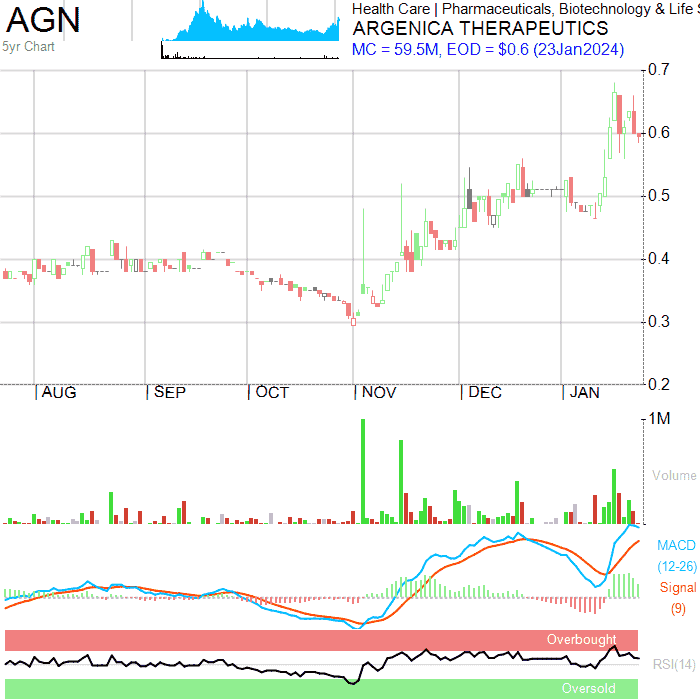 AGN
5yr Chart
Health Care | Pharmaceuticals, Biotechnology & Life S
ARGENICA THERAPEUTICS
MC = 59.5M, EOD = $0.6 (23Jan2024)
0.7
0.6
0.5
0.4
0.3
0.2
AUG SEP OCT NOV DEC JAN
1M
Volume
MACD
(12-26)
Signal
(9)
Overbought
RSI(14)
Oversold